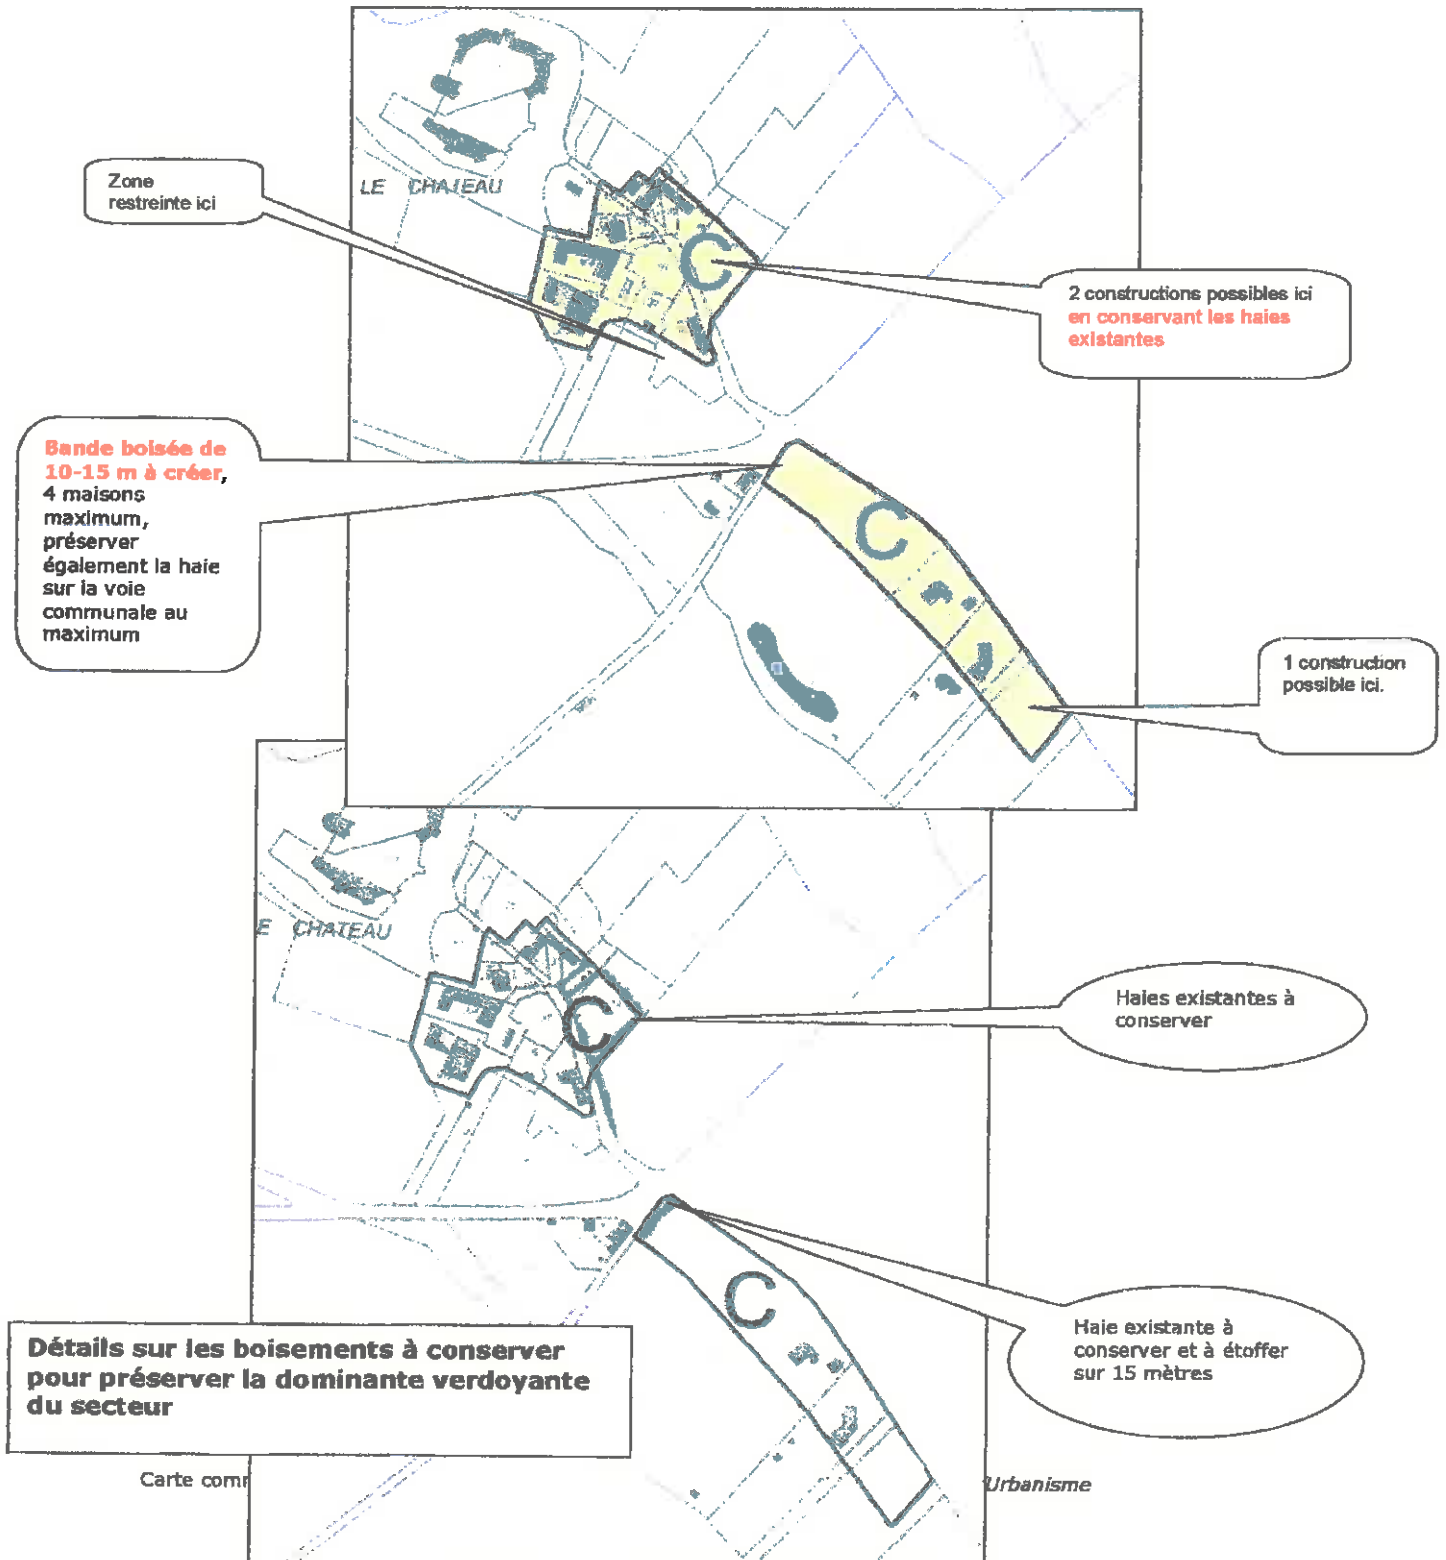 LE CHATEAU
Zone
restreinte ici
C
2 constructions possibles ici
en conservant les haies
existantes
Bande boisée de
10-15 m à créer,
4 maisons
maximum,
préserver
également la haie
sur la voie
communale au
maximum
C
1 construction
possible ici.
E CHATEAU
C
Haies existantes à
conserver
C
Haie existante à
conserver et à étoffer
sur 15 mètres
Détails sur les boisements à conserver
pour préserver la dominante verdoyante
du secteur
Carte comm
Urbanisme